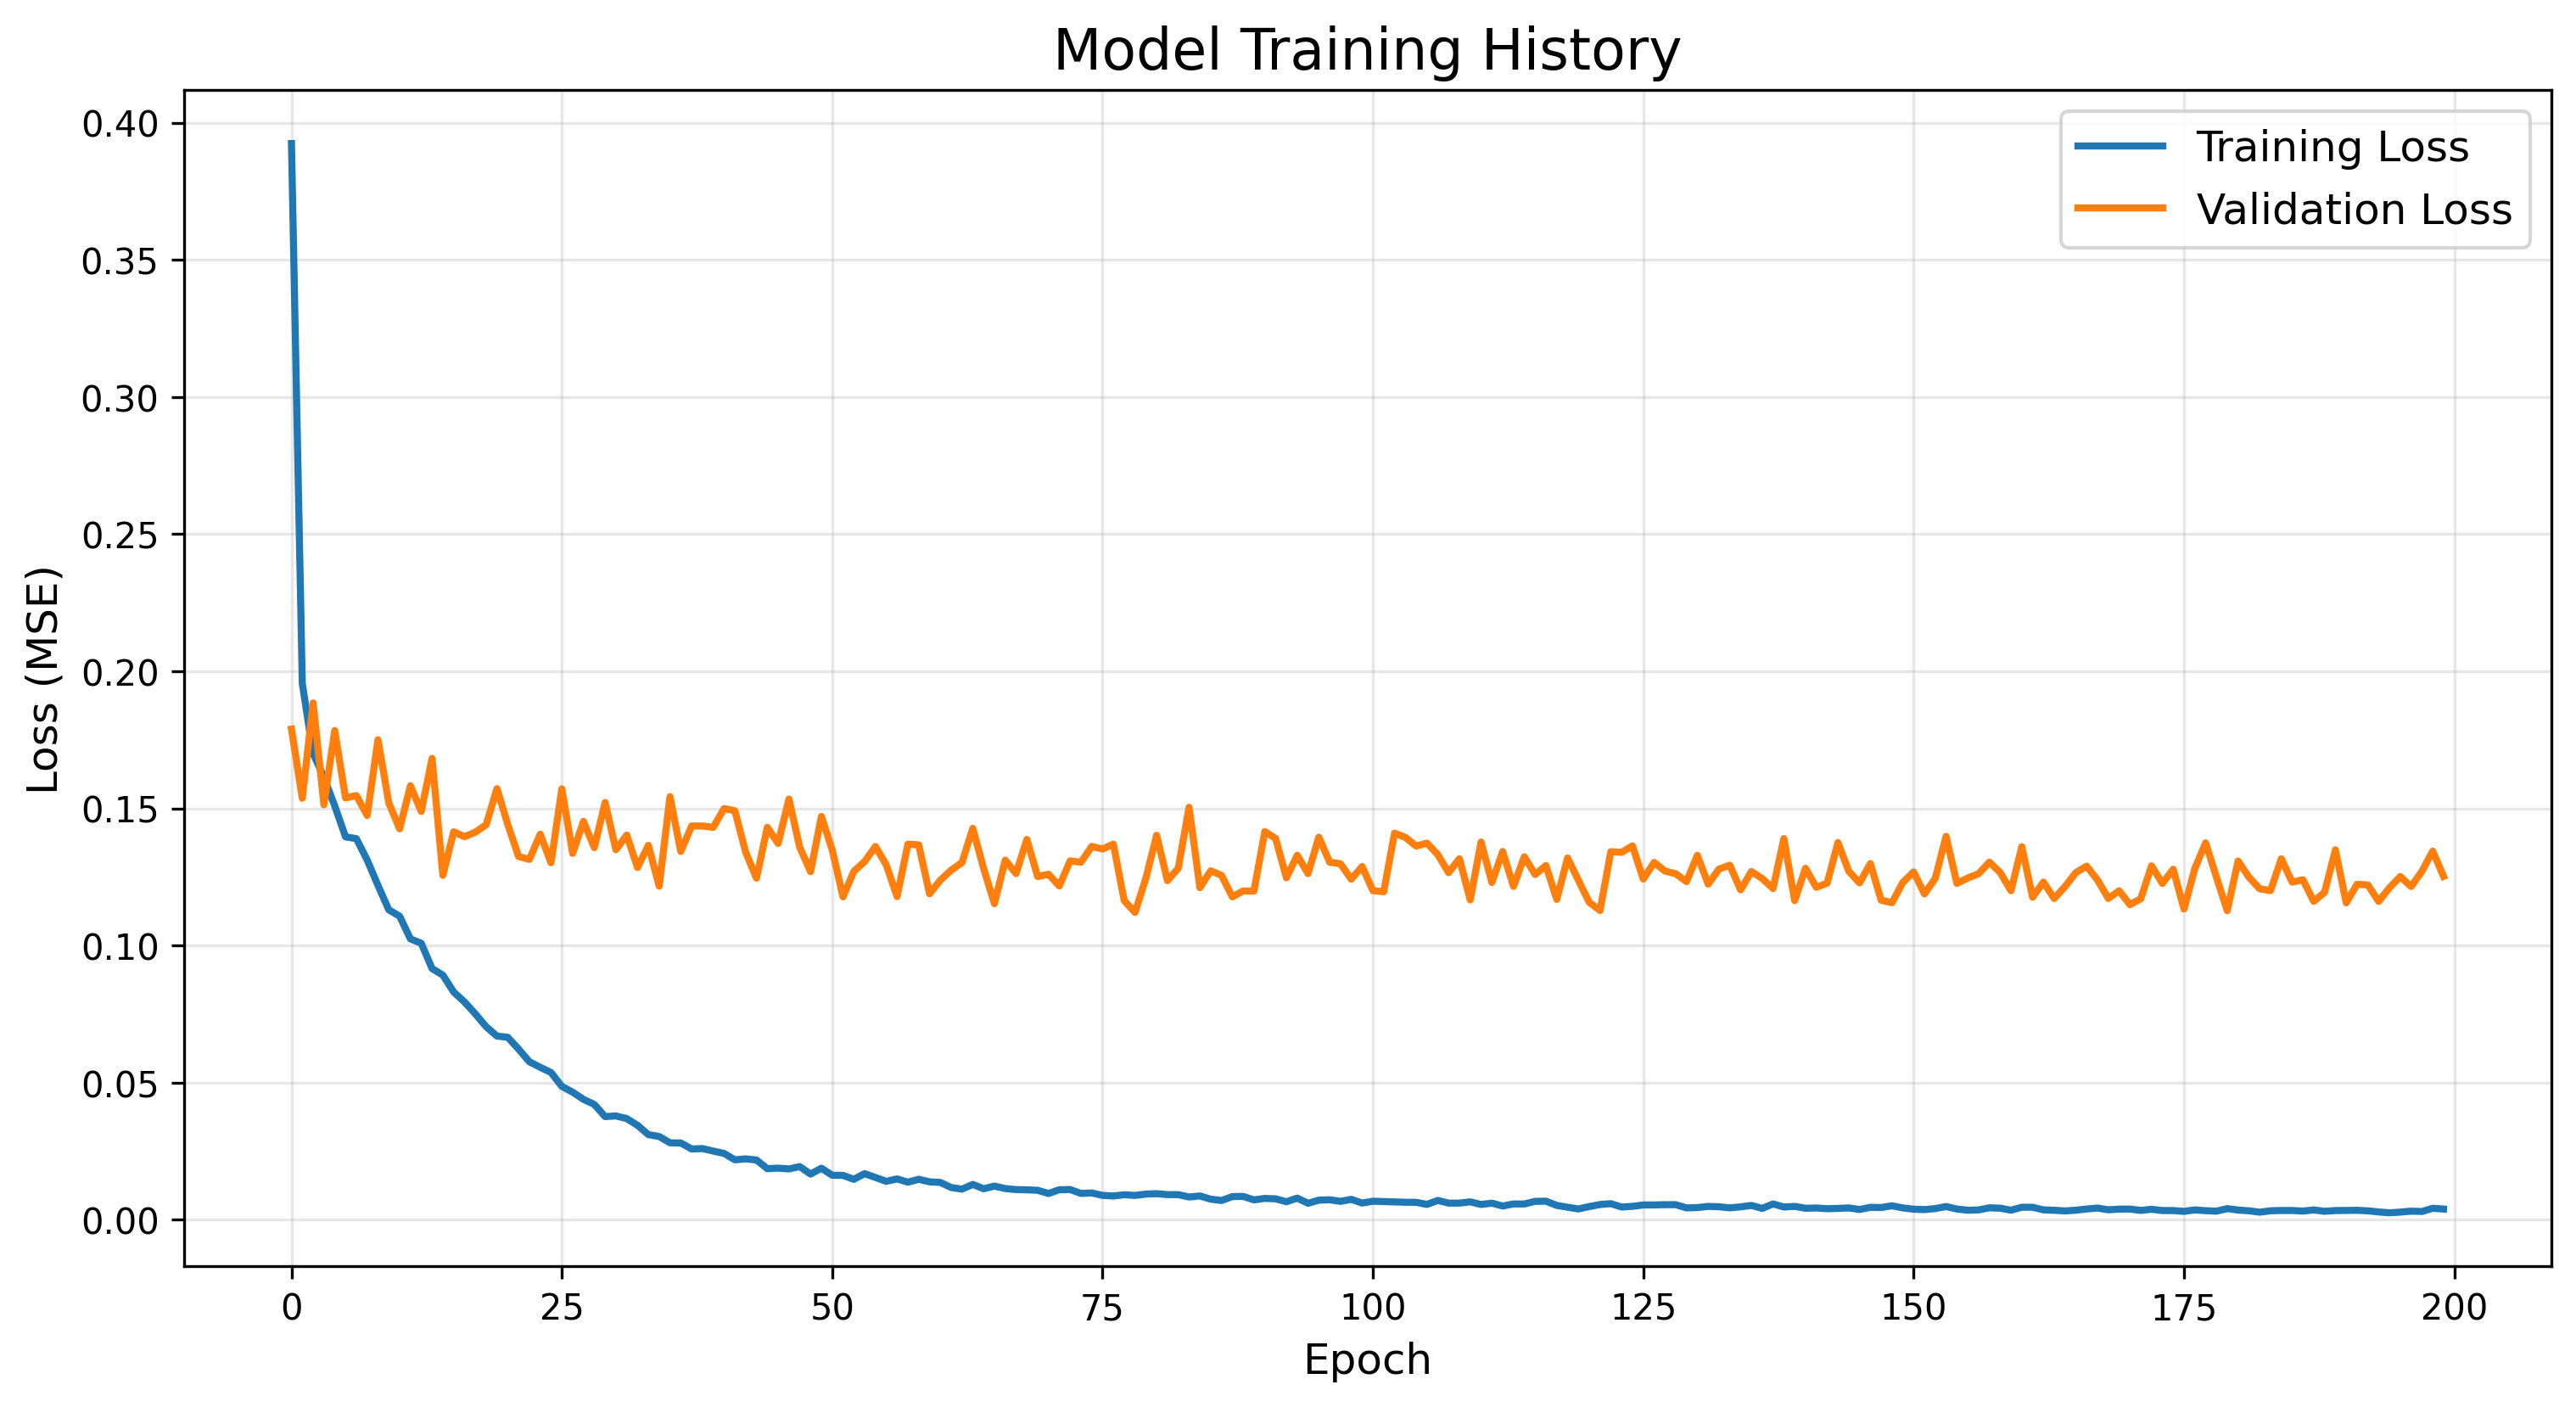 Model Training History
0.40
0.35
0.30
0.25
0.20
0.15
0.10
0.05
0.00
Loss (MSE)
Training Loss
Validation Loss
0 25 50 75 100 125 150 175 200
Epoch